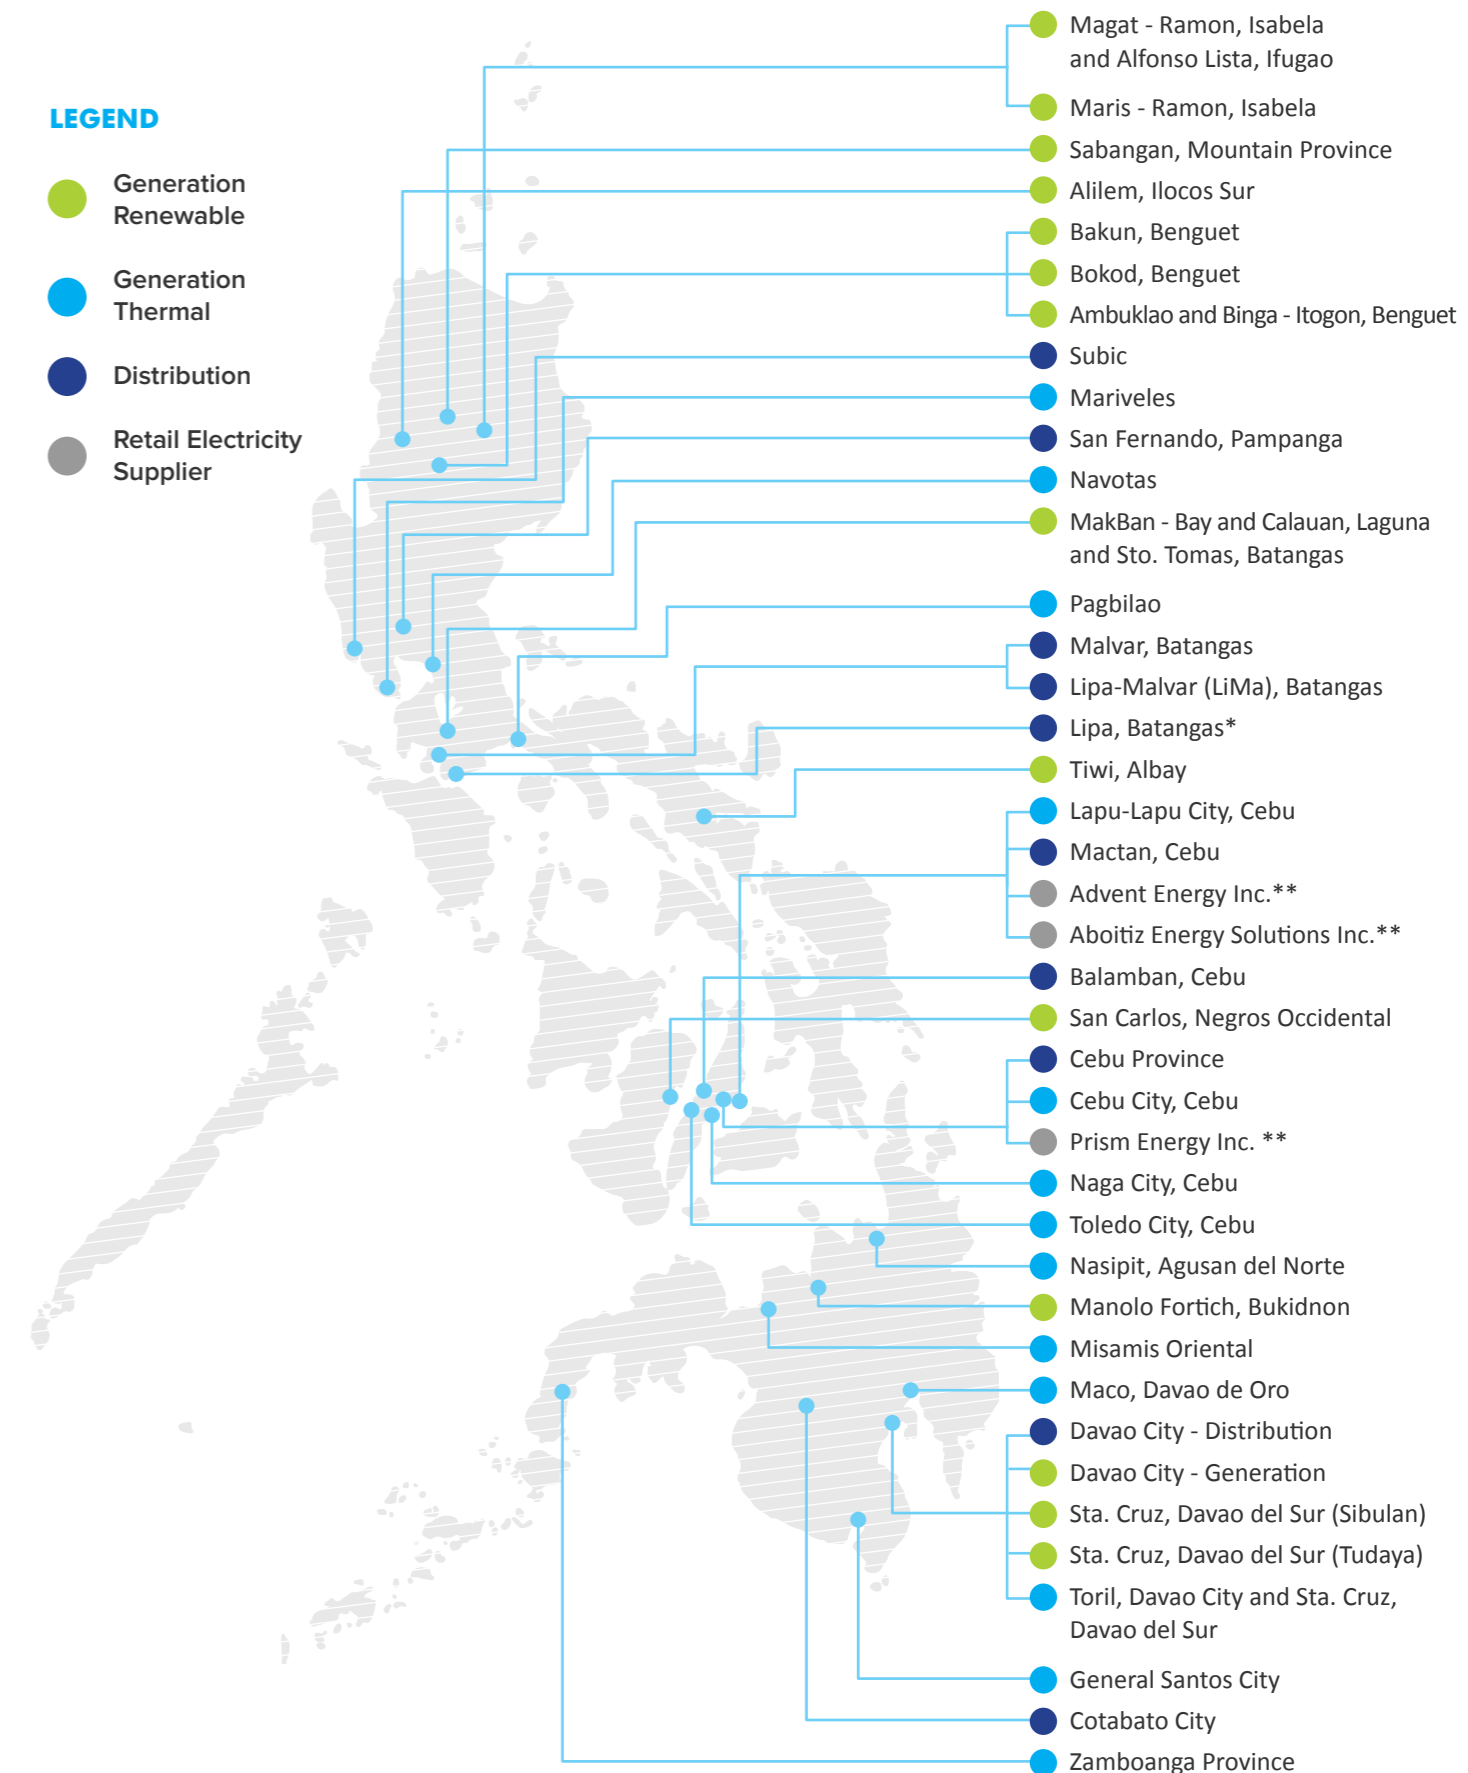 LEGEND
Generation
Renewable
Generation
Thermal
Distribution
Retail Electricity
Supplier
Magat - Ramon, Isabela
and Alfonso Lista, Ifugao
Maris - Ramon, Isabela
Sabangan, Mountain Province
Alilem, Ilocos Sur
Bakun, Benguet
Bokod, Benguet
Ambuklao and Binga - Itogon, Benguet
Subic
Mariveles
San Fernando, Pampanga
Navotas
MakBan - Bay and Calauan, Laguna
and Sto. Tomas, Batangas
Pagbilao
Malvar, Batangas
Lipa-Malvar (LiMa), Batangas
Lipa, Batangas*
Tiwi, Albay
Lapu-Lapu City, Cebu
Mactan, Cebu
Advent Energy Inc.**
Aboitiz Energy Solutions Inc.**
Balamban, Cebu
San Carlos, Negros Occidental
Cebu Province
Cebu City, Cebu
Prism Energy Inc. **
Naga City, Cebu
Toledo City, Cebu
Nasipit, Agusan del Norte
Manolo Fortich, Bukidnon
Misamis Oriental
Maco, Davao de Oro
Davao City - Distribution
Davao City - Generation
Sta. Cruz, Davao del Sur (Sibulan)
Sta. Cruz, Davao del Sur (Tudaya)
Toril, Davao City and Sta. Cruz,
Davao del Sur
General Santos City
Cotabato City
Zamboanga Province